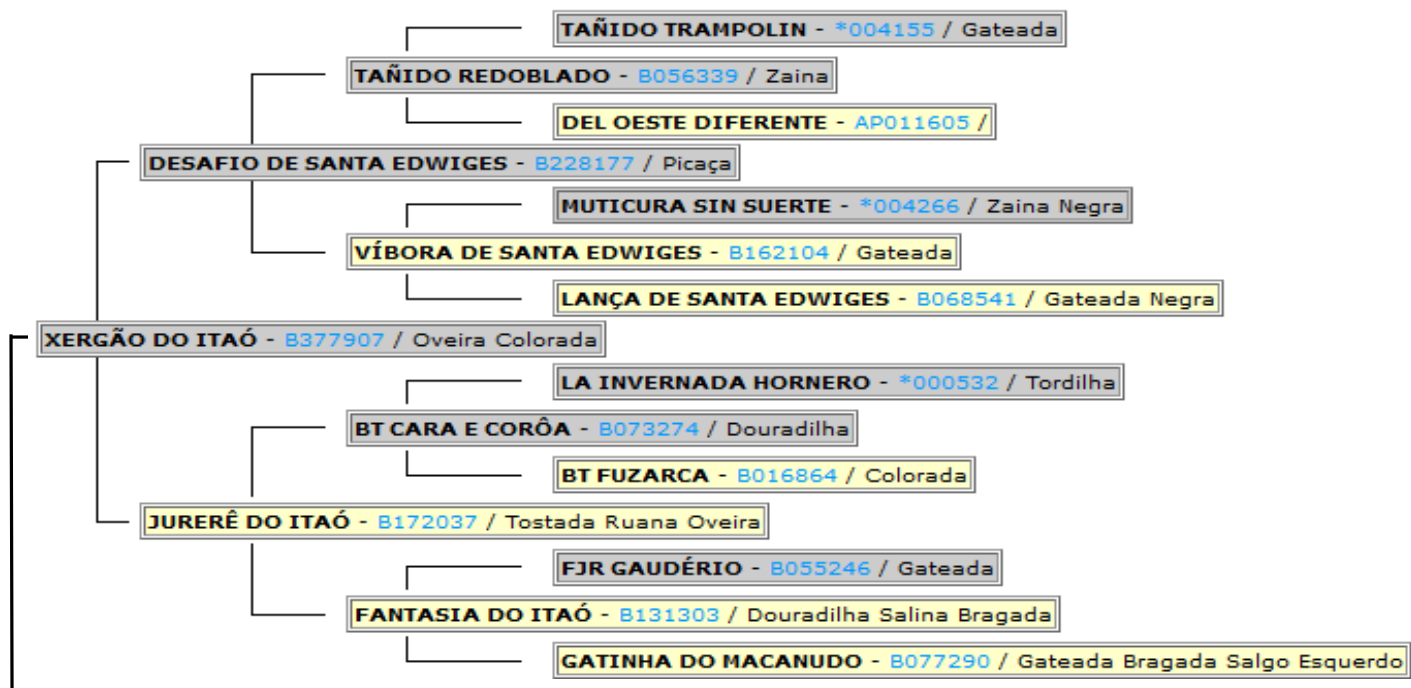 TAÑIDO TRAMPOLIN - *004155 / Gateada
TAÑIDO REDOBLADO - B056339 / Zaina
DEL OESTE DIFERENTE - AP011605 /
DESAFIO DE SANTA EDWIGES - B228177 / Picaça
MUTICURA SIN SUERTE - *004266 / Zaina Negra
VÍBORA DE SANTA EDWIGES - B162104 / Gateada
LANÇA DE SANTA EDWIGES - B068541 / Gateada Negra
XERGÃO DO ITAÓ - B377907 / Oveira Colorada
LA INVERNADA HORNERO - *000532 / Tordilha
BT CARA E CORÔA - B073274 / Douradilha
BT FUZARCA - B016864 / Colorada
JURERÊ DO ITAÓ - B172037 / Tostada Ruana Oveira
FJR GAUDÉRIO - B055246 / Gateada
FANTASIA DO ITAÓ - B131303 / Douradilha Salina Bragada
GATINHA DO MACANUDO - B077290 / Gateada Bragada Salgo Esquerdo